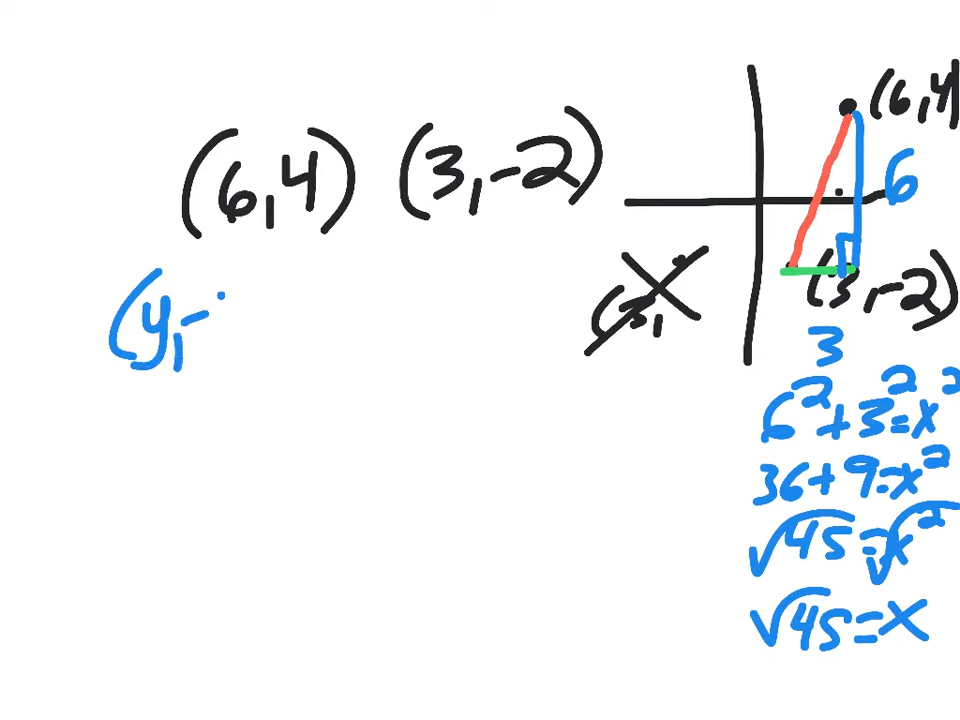 (6,4) (3,-2)
(6,4)
6
(3,-2)
(3,
3
(y,-
6²+3²=x²
36+9=x²
√45=√x²
√45=x